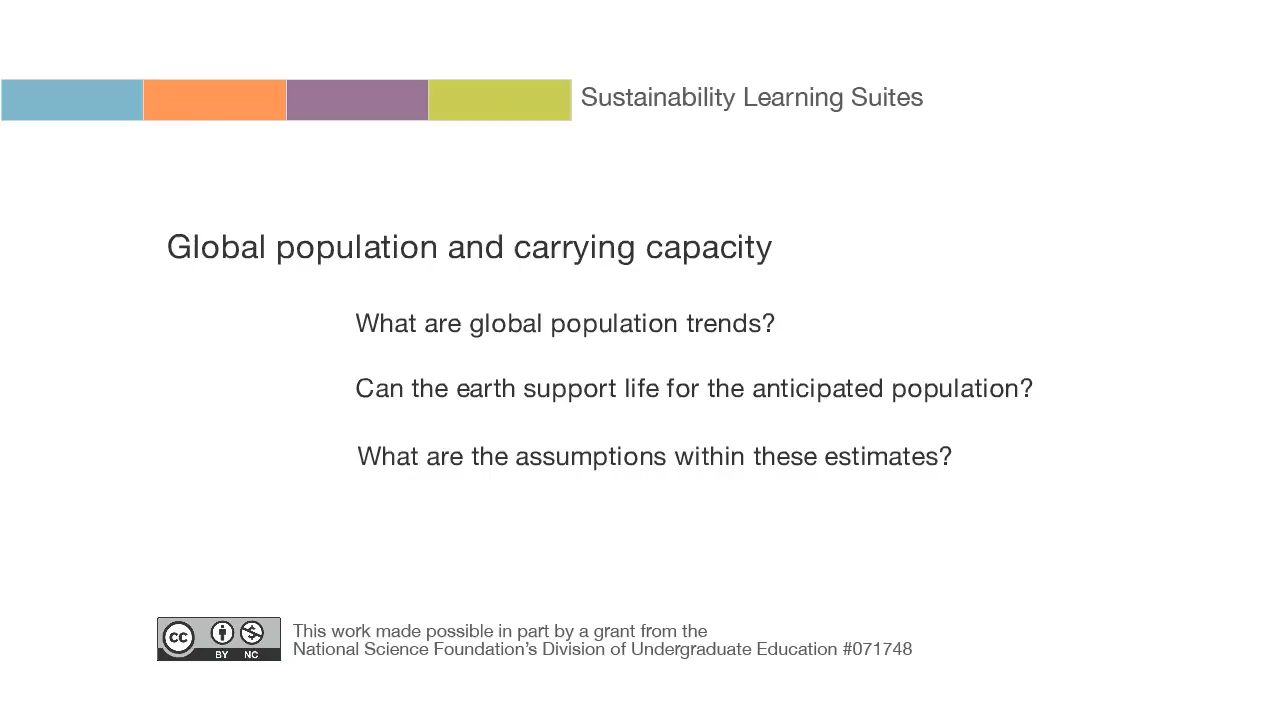 Sustainability Learning Suites
Global population and carrying capacity
What are global population trends?
Can the earth support life for the anticipated population?
What are the assumptions within these estimates?
cc
BY NC
This work made possible in part by a grant from the
National Science Foundation's Division of Undergraduate Education #071748